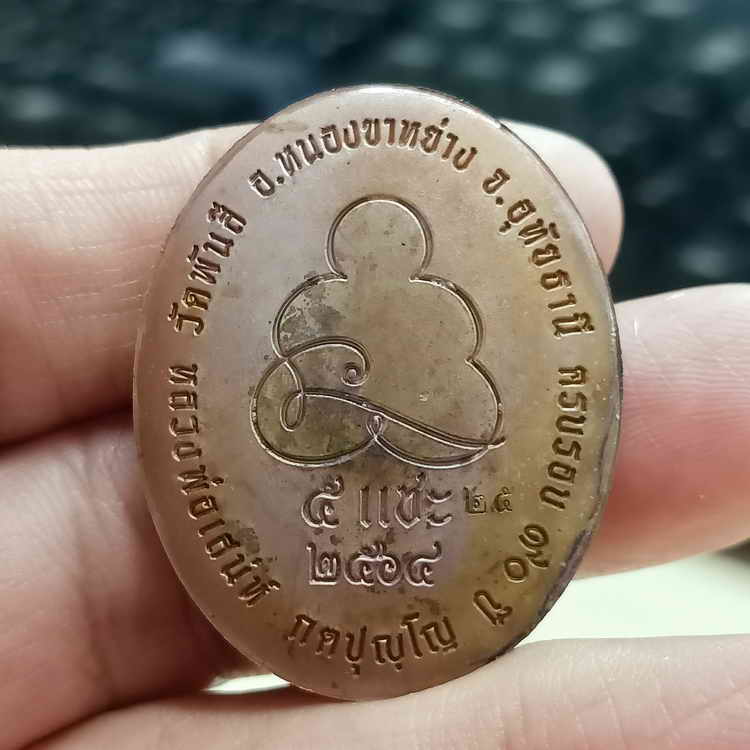 หลวงพ่อเสน่ห์ วัดพันสี อ.หนองขาหย่าง จ.อุทัยธานี ครบรอบ ๙๐ ปี
กตปุญฺโญ
๕ แซะ ๒๕
๒๕๖๔